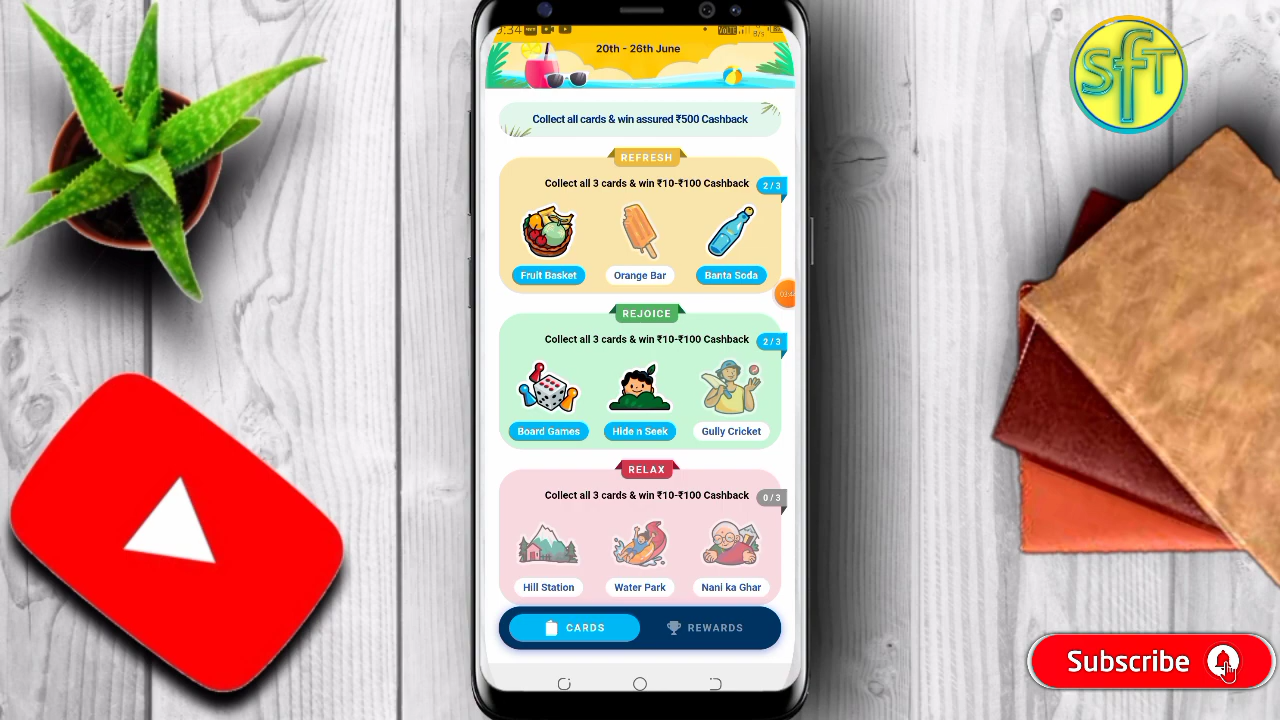 20th - 26th June
Collect all cards & win assured ₹500 Cashback
REFRESH
Collect all 3 cards & win ₹10-₹100 Cashback
2 / 3
Fruit Basket
Orange Bar
Banta Soda
REJOICE
Collect all 3 cards & win ₹10-₹100 Cashback
2 / 3
Board Games
Hide n Seek
Gully Cricket
RELAX
Collect all 3 cards & win ₹10-₹100 Cashback
0 / 3
Hill Station
Water Park
Nani ka Ghar
CARDS
REWARDS
SfT
Subscribe